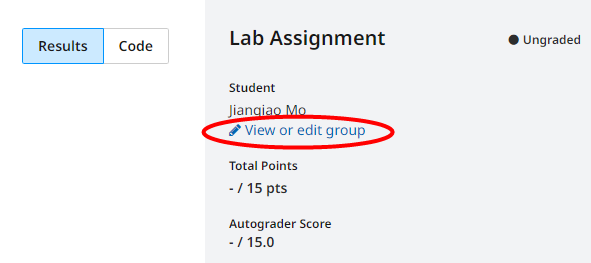 Results
Code
Lab Assignment
Ungraded
Student
Jianqiao Mo
View or edit group
Total Points
- / 15 pts
Autograder Score
- / 15.0